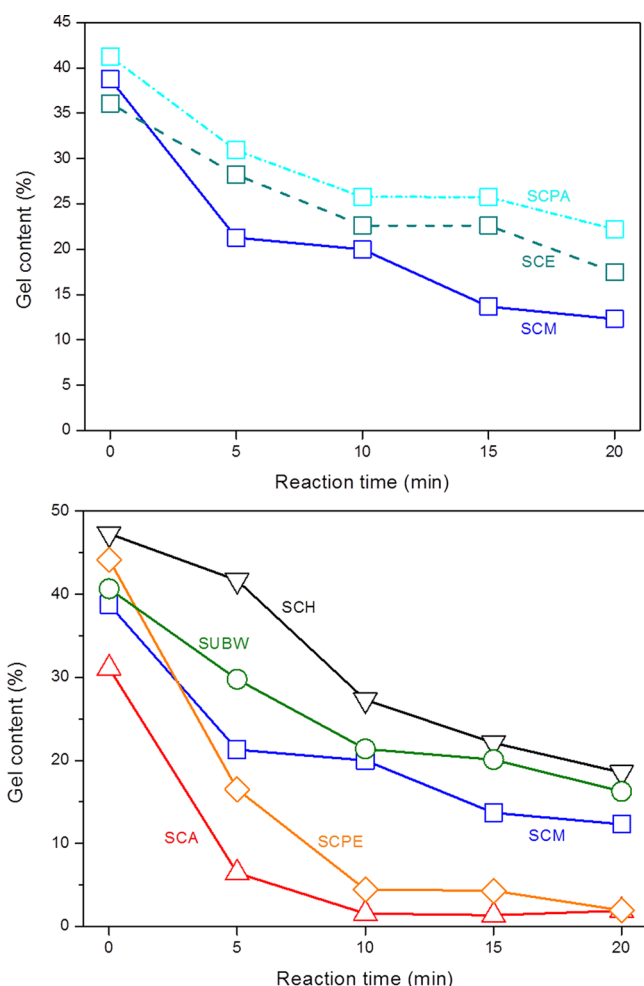 45
40
35
30
25
20
15
10
5
0
Gel content (%)
SCPA
SCE
SCM
0 5 10 15 20
Reaction time (min)
50
40
30
20
10
0
Gel content (%)
SCH
SUBW
SCPE
SCA
SCM
0 5 10 15 20
Reaction time (min)